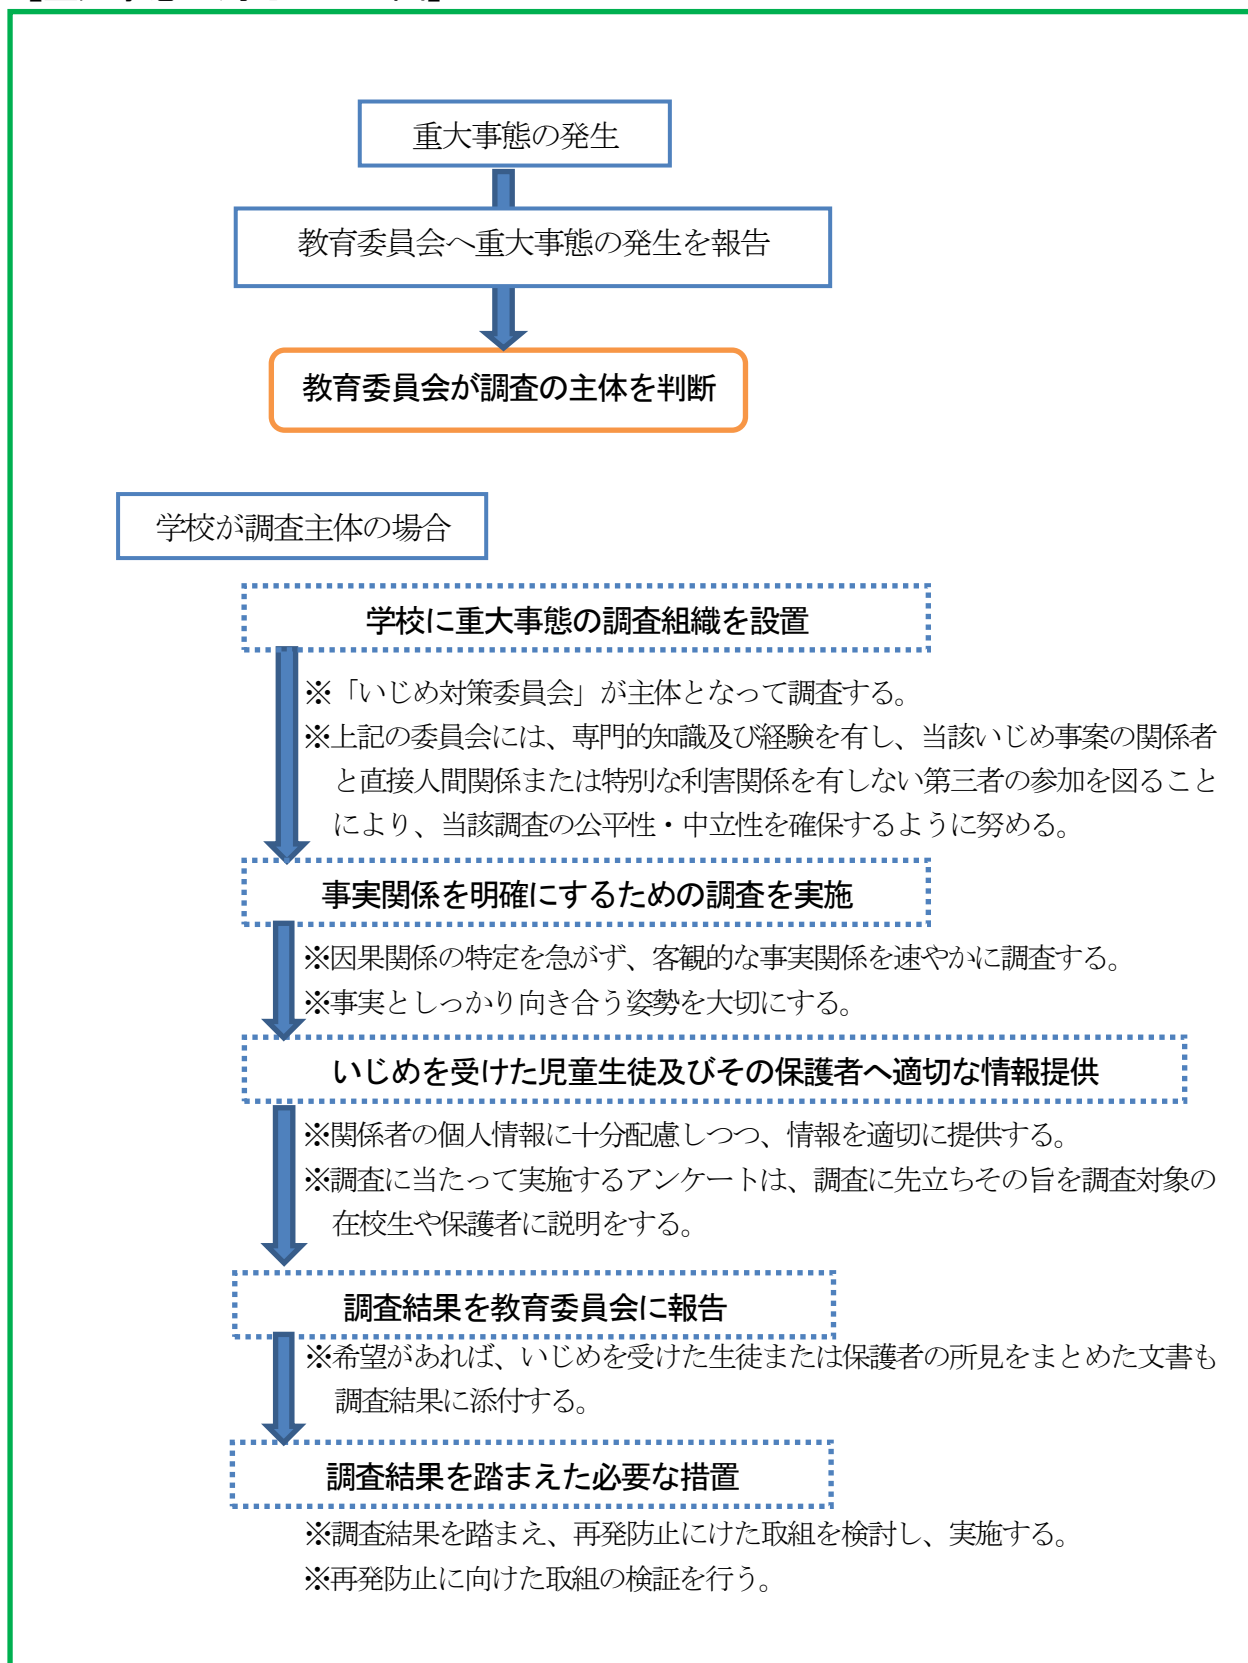 重大事態の発生
教育委員会へ重大事態の発生を報告
教育委員会が調査の主体を判断
学校が調査主体の場合
学校に重大事態の調査組織を設置
※「いじめ対策委員会」が主体となって調査する。
※上記の委員会には、専門的知識及び経験を有し、当該いじめ事案の関係者
と直接人間関係または特別な利害関係を有しない第三者の参加を図ること
により、当該調査の公平性・中立性を確保するように努める。
事実関係を明確にするための調査を実施
※因果関係の特定を急がず、客観的な事実関係を速やかに調査する。
※事実としっかり向き合う姿勢を大切にする。
いじめを受けた児童生徒及びその保護者へ適切な情報提供
※関係者の個人情報に十分配慮しつつ、情報を適切に提供する。
※調査に当たって実施するアンケートは、調査に先立ちその旨を調査対象の
在校生や保護者に説明をする。
調査結果を教育委員会に報告
※希望があれば、いじめを受けた生徒または保護者の所見をまとめた文書も
調査結果に添付する。
調査結果を踏まえた必要な措置
※調査結果を踏まえ、再発防止にけた取組を検討し、実施する。
※再発防止に向けた取組の検証を行う。